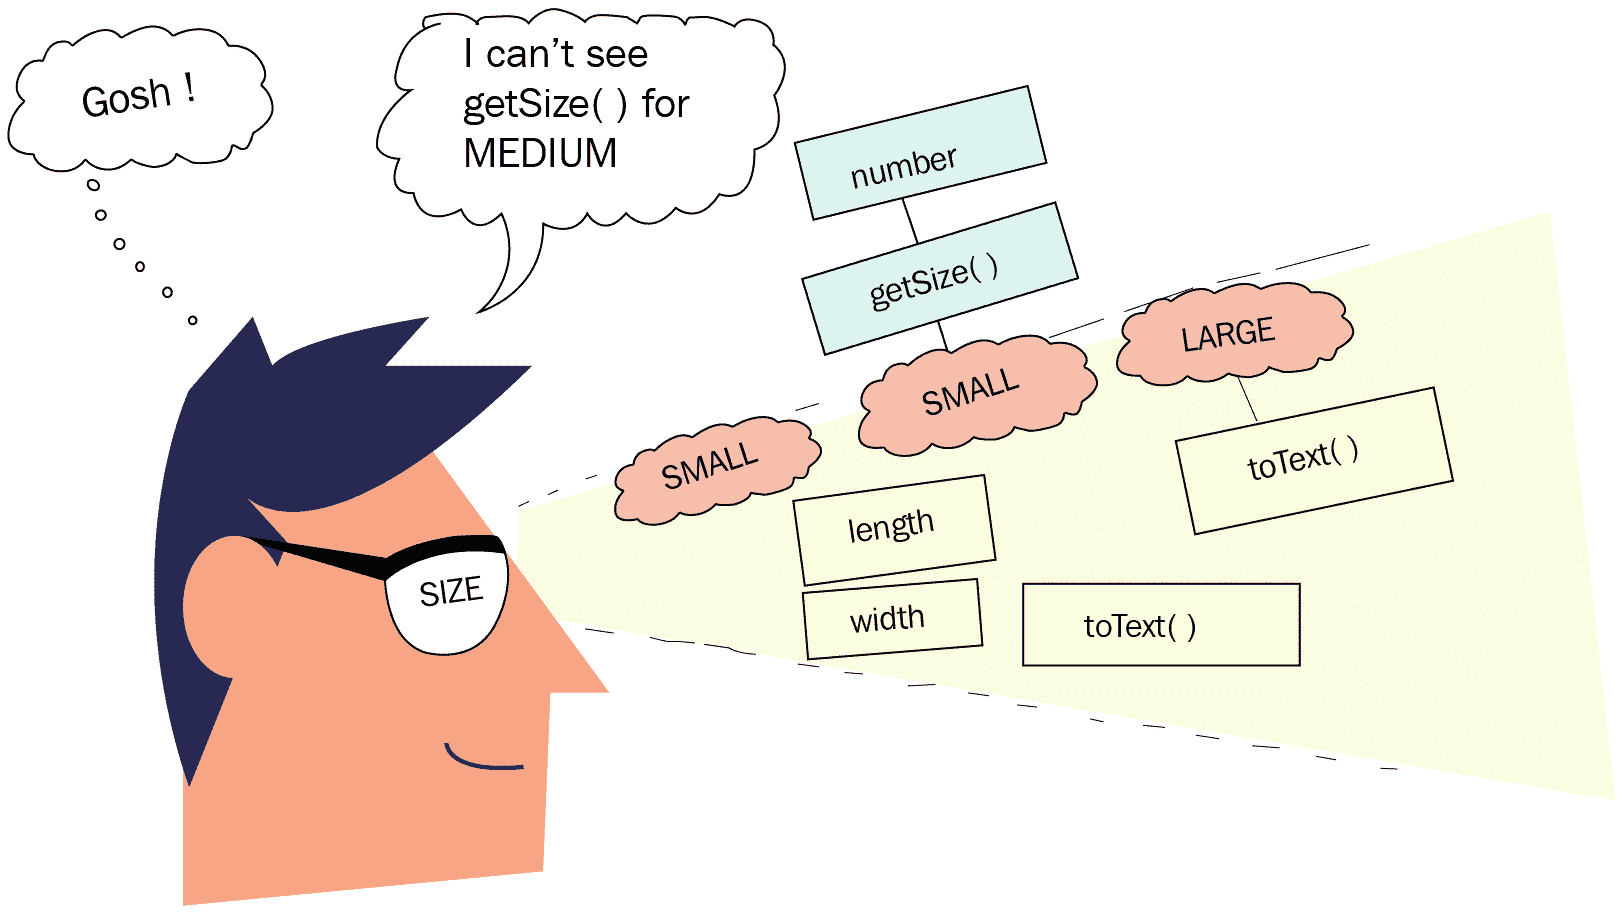 Gosh !
I can't see
getSize( ) for
MEDIUM
number
getSize( )
LARGE
SMALL
SMALL
toText( )
length
SIZE
width
toText( )